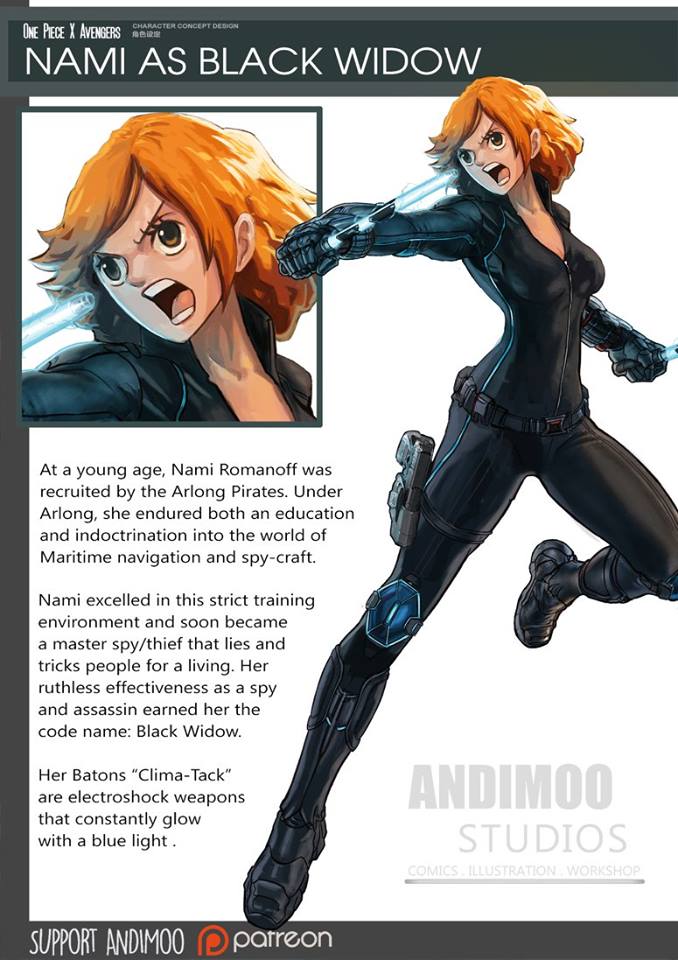 One Piece X Avengers
CHARACTER CONCEPT DESIGN
角色设定
NAMI AS BLACK WIDOW
At a young age, Nami Romanoff was
recruited by the Arlong Pirates. Under
Arlong, she endured both an education
and indoctrination into the world of
Maritime navigation and spy-craft.
Nami excelled in this strict training
environment and soon became
a master spy/thief that lies and
tricks people for a living. Her
ruthless effectiveness as a spy
and assassin earned her the
code name: Black Widow.
Her Batons “Clima-Tack”
are electroshock weapons
that constantly glow
with a blue light .
ANDIMOO
STUDIOS
COMICS . ILLUSTRATION . WORKSHOP
SUPPORT ANDIMOO patreon